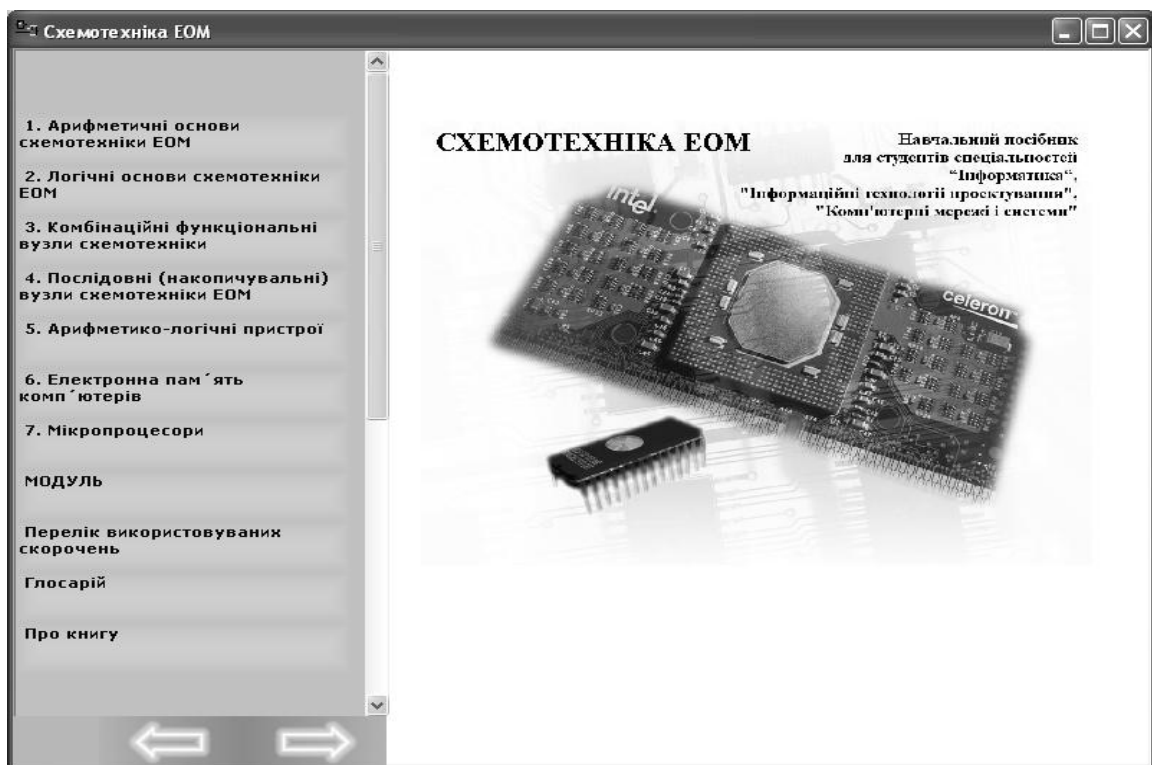 Схемотехніка ЕОМ
1. Арифметичні основи
схемотехніки ЕОМ
2. Логічні основи схемотехніки
ЕОМ
3. Комбінаційні функціональні
вузли схемотехніки
4. Послідовні (накопичувальні)
вузли схемотехніки ЕОМ
5. Арифметико-логічні пристрої
6. Електронна пам´ять
комп´ютерів
7. Мікропроцесори
МОДУЛЬ
Перелік використовуваних
скорочень
Глосарій
Про книгу
СХЕМОТЕХНІКА ЕОМ
Навчальний посібник
для студентів спеціальностей
“Інформатика“,
"Інформаційні технології проектування",
"Комп'ютерні мережі і системи"
intel
celeron